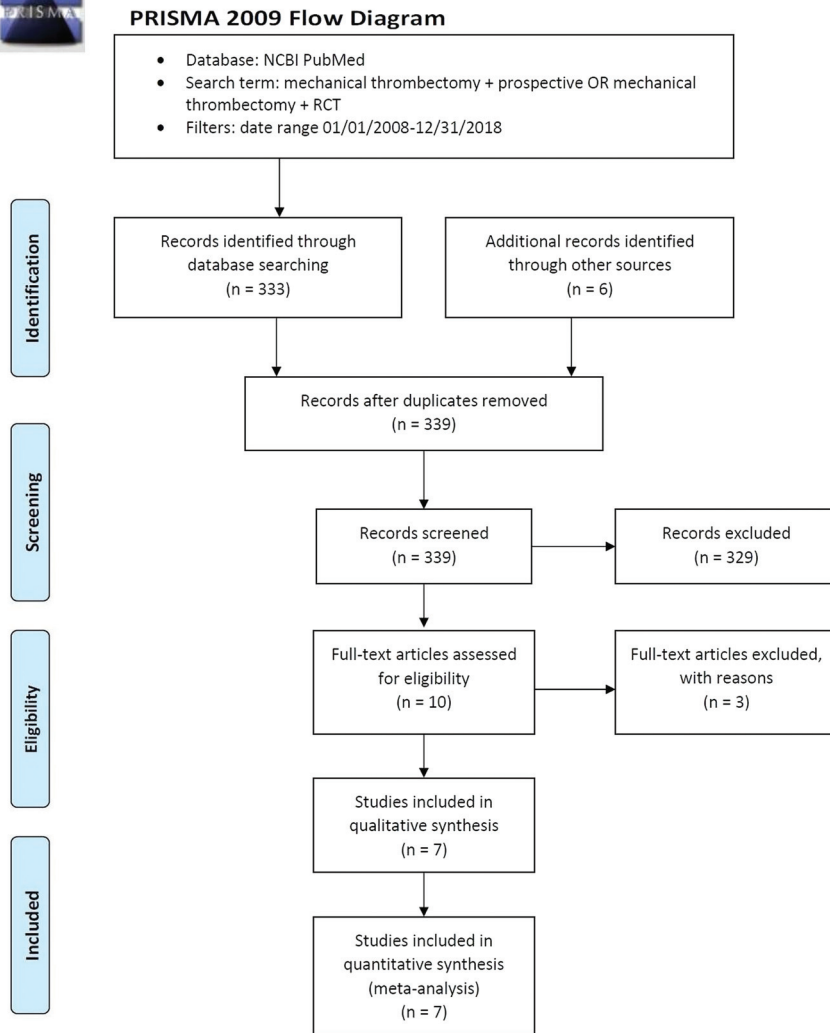 PRISMA
PRISMA 2009 Flow Diagram
• Database: NCBI PubMed
• Search term: mechanical thrombectomy + prospective OR mechanical
thrombectomy + RCT
• Filters: date range 01/01/2008-12/31/2018
Identification
Records identified through
database searching
(n = 333)
Additional records identified
through other sources
(n = 6)
Records after duplicates removed
(n = 339)
Screening
Records screened
(n = 339)
Records excluded
(n = 329)
Eligibility
Full-text articles assessed
for eligibility
(n = 10)
Full-text articles excluded,
with reasons
(n = 3)
Studies included in
qualitative synthesis
(n = 7)
Included
Studies included in
quantitative synthesis
(meta-analysis)
(n = 7)